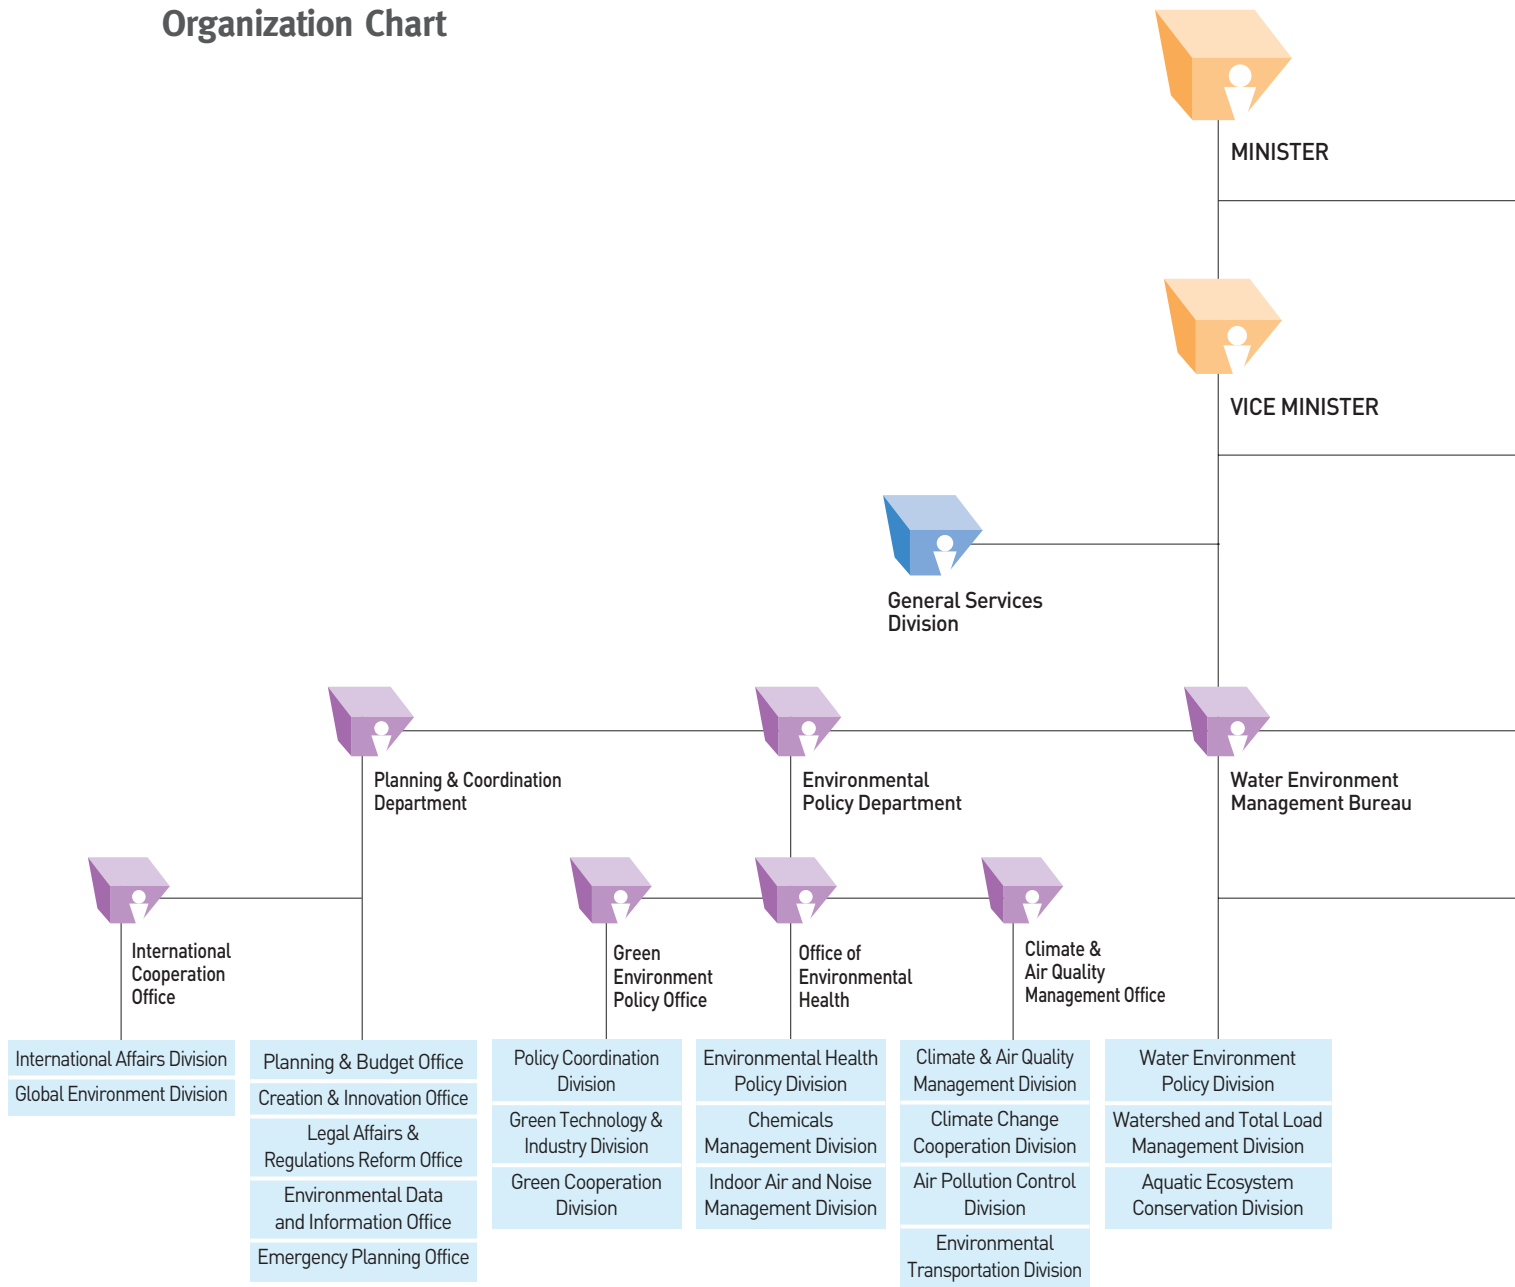 Organization Chart
MINISTER
VICE MINISTER
General Services
Division
Planning & Coordination
Department
Environmental
Policy Department
Water Environment
Management Bureau
International
Cooperation
Office
Green
Environment
Policy Office
Office of
Environmental
Health
Climate &
Air Quality
Management Office
International Affairs Division
Global Environment Division
Planning & Budget Office
Creation & Innovation Office
Legal Affairs &
Regulations Reform Office
Environmental Data
and Information Office
Emergency Planning Office
Policy Coordination
Division
Green Technology &
Industry Division
Green Cooperation
Division
Environmental Health
Policy Division
Chemicals
Management Division
Indoor Air and Noise
Management Division
Climate & Air Quality
Management Division
Climate Change
Cooperation Division
Air Pollution Control
Division
Environmental
Transportation Division
Water Environment
Policy Division
Watershed and Total Load
Management Division
Aquatic Ecosystem
Conservation Division